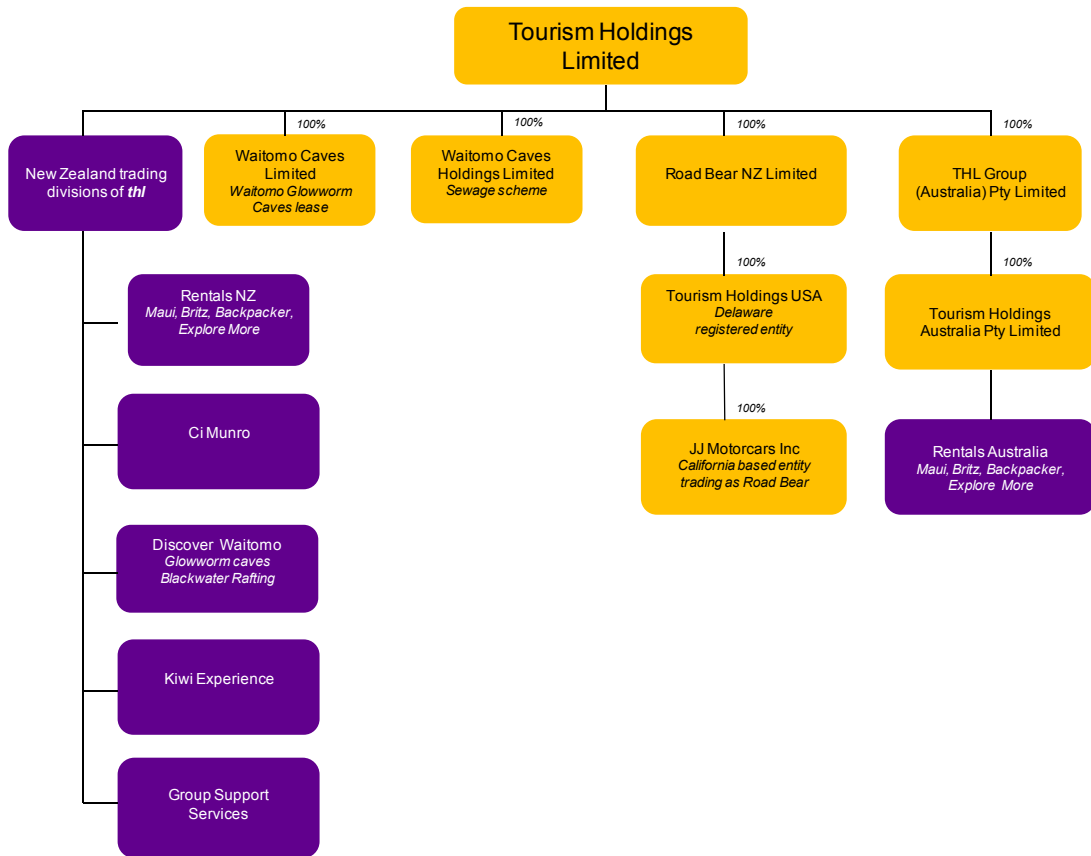 Tourism Holdings
Limited
100%
100%
100%
100%
New Zealand trading
divisions of thl
Waitomo Caves
Limited
Waitomo Glowworm
Caves lease
Waitomo Caves
Holdings Limited
Sewage scheme
Road Bear NZ Limited
THL Group
(Australia) Pty Limited
100%
100%
Rentals NZ
Maui, Britz, Backpacker,
Explore More
Tourism Holdings USA
Delaware
registered entity
Tourism Holdings
Australia Pty Limited
100%
Ci Munro
JJ Motorcars Inc
California based entity
trading as Road Bear
Rentals Australia
Maui, Britz, Backpacker,
Explore More
Discover Waitomo
Glowworm caves
Blackwater Rafting
Kiwi Experience
Group Support
Services